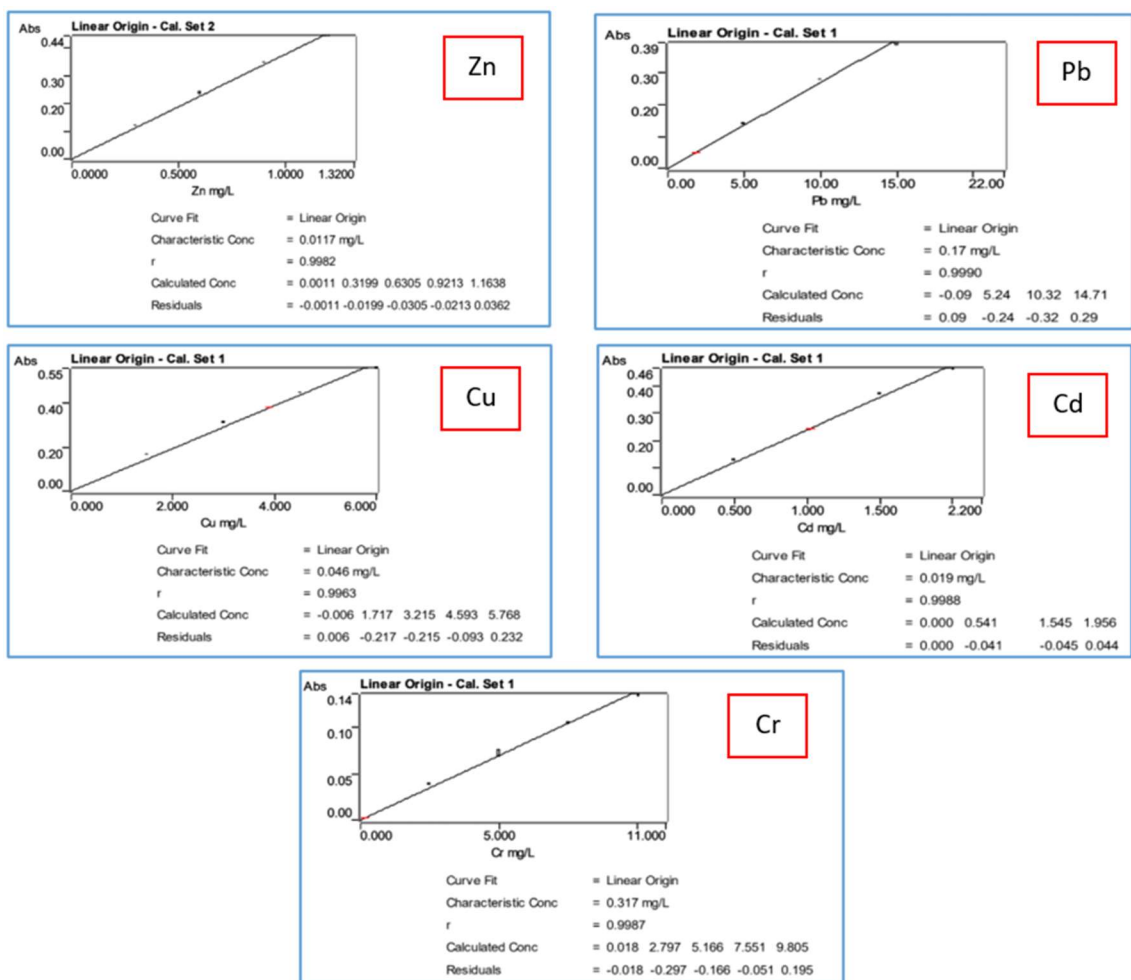 Linear Origin - Cal. Set 2
Abs
0.44
0.30
0.20
0.00
0.0000 0.5000 1.0000 1.3200
Zn mg/L
Zn
Curve Fit = Linear Origin
Characteristic Conc = 0.0117 mg/L
r = 0.9982
Calculated Conc = 0.0011 0.3199 0.6305 0.9213 1.1638
Residuals = -0.0011 -0.0199 -0.0305 -0.0213 0.0362
Linear Origin - Cal. Set 1
Abs
0.39
0.30
0.20
0.00
0.00 5.00 10.00 15.00 22.00
Pb mg/L
Pb
Curve Fit = Linear Origin
Characteristic Conc = 0.17 mg/L
r = 0.9990
Calculated Conc = -0.09 5.24 10.32 14.71
Residuals = 0.09 -0.24 -0.32 0.29
Linear Origin - Cal. Set 1
Abs
0.55
0.40
0.20
0.00
0.000 2.000 4.000 6.000
Cu mg/L
Cu
Curve Fit = Linear Origin
Characteristic Conc = 0.046 mg/L
r = 0.9963
Calculated Conc = -0.006 1.717 3.215 4.593 5.768
Residuals = 0.006 -0.217 -0.215 -0.093 0.232
Linear Origin - Cal. Set 1
Abs
0.46
0.40
0.30
0.20
0.00
0.000 0.500 1.000 1.500 2.200
Cd mg/L
Cd
Curve Fit = Linear Origin
Characteristic Conc = 0.019 mg/L
r = 0.9988
Calculated Conc = 0.000 0.541 1.545 1.956
Residuals = 0.000 -0.041 -0.045 0.044
Linear Origin - Cal. Set 1
Abs
0.14
0.10
0.05
0.00
0.000 5.000 11.000
Cr mg/L
Cr
Curve Fit = Linear Origin
Characteristic Conc = 0.317 mg/L
r = 0.9987
Calculated Conc = 0.018 2.797 5.166 7.551 9.805
Residuals = -0.018 -0.297 -0.166 -0.051 0.195